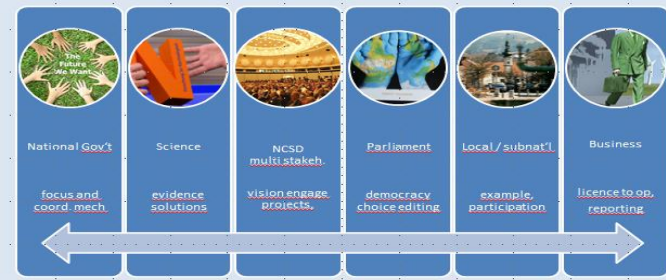 The
Future
We Want
National Gov't
focus and
coord. mech
Science
evidence
solutions
NCSD
multi stakeh.
vision engage
projects,
Parliament
democracy
choice editing
Local / subnat'l
example,
participation
Business
licence to op,
reporting